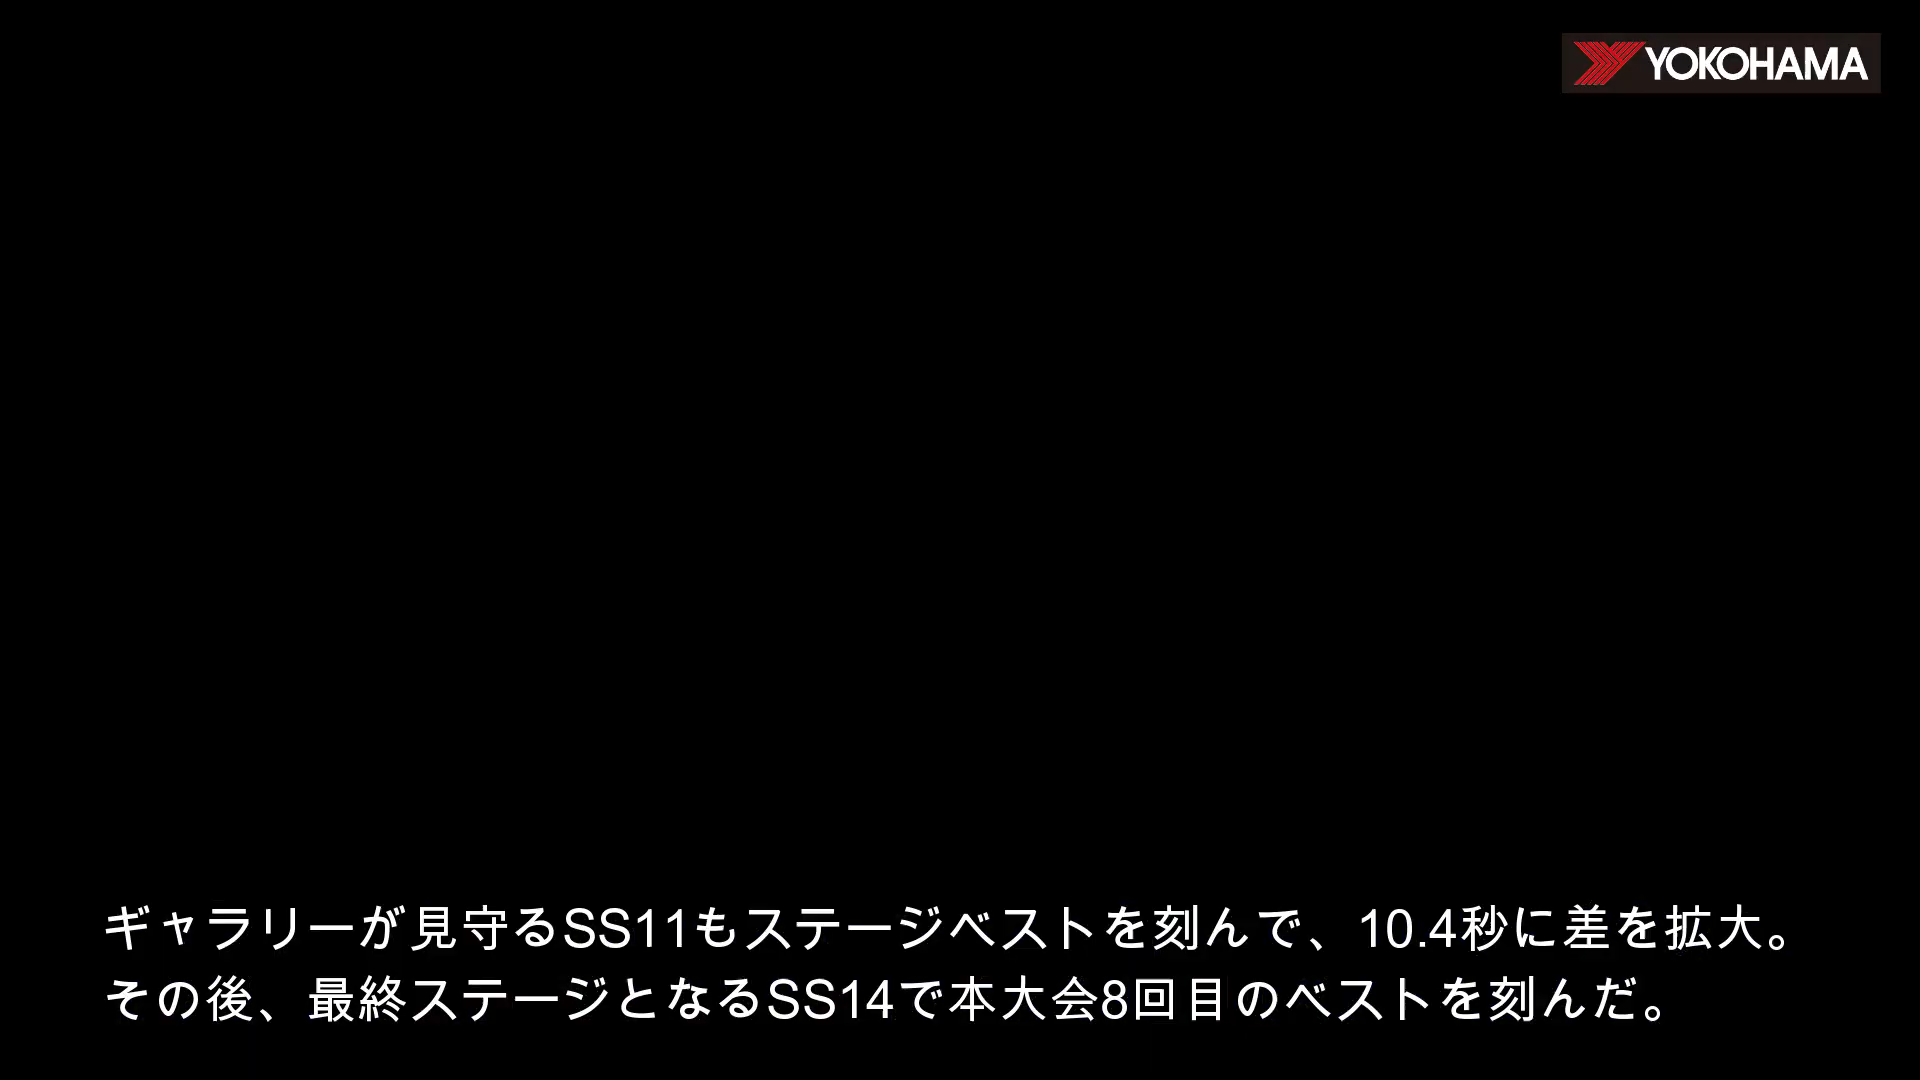 YOKOHAMA
ギャラリーが見守るSS11もステージベストを刻んで、10.4秒に差を拡大。
その後、最終ステージとなるSS14で本大会8回目のベストを刻んだ。